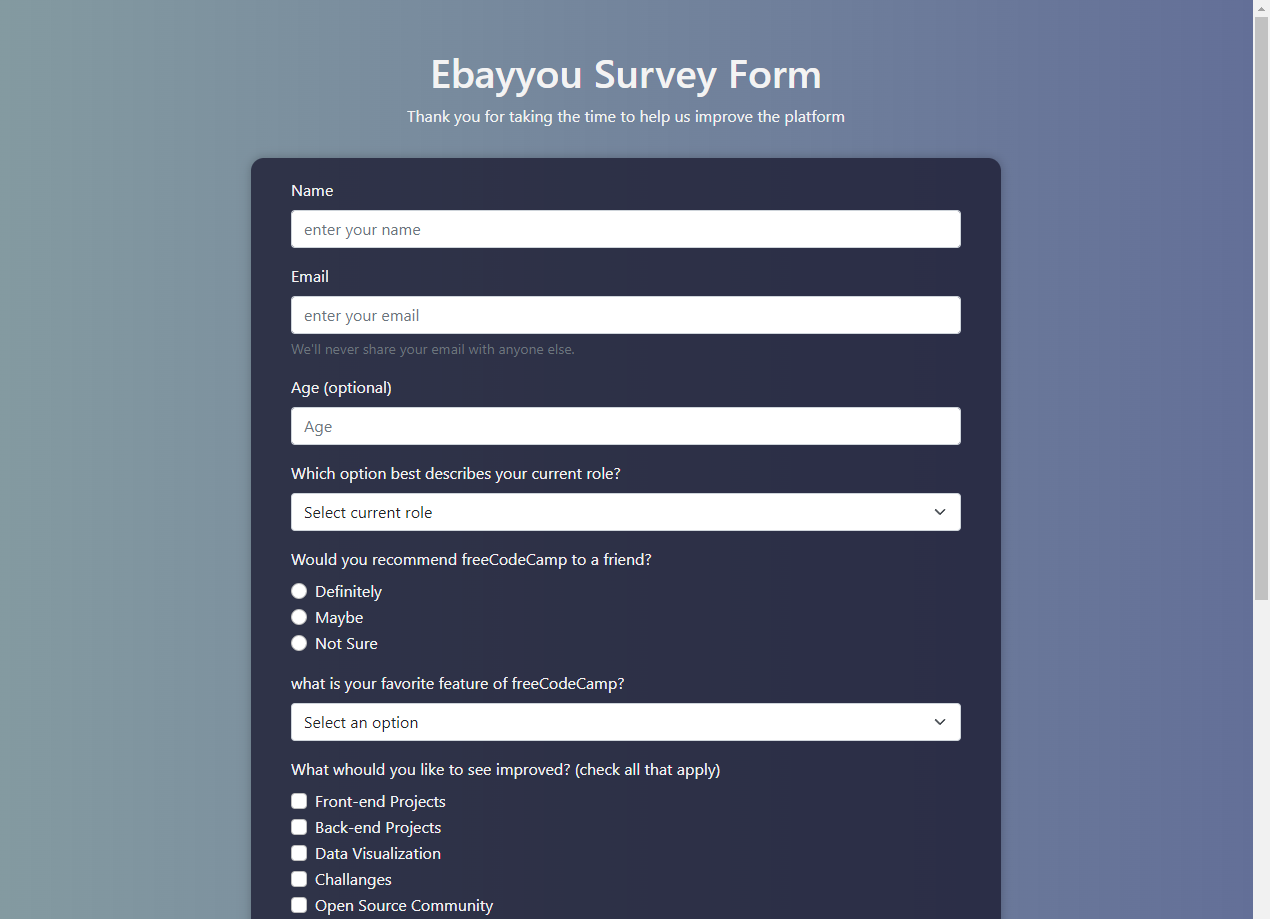 Ebayyou Survey Form
Thank you for taking the time to help us improve the platform
Name
enter your name
Email
enter your email
We'll never share your email with anyone else.
Age (optional)
Age
Which option best describes your current role?
Select current role
Would you recommend freeCodeCamp to a friend?
Definitely
Maybe
Not Sure
what is your favorite feature of freeCodeCamp?
Select an option
What whould you like to see improved? (check all that apply)
Front-end Projects
Back-end Projects
Data Visualization
Challanges
Open Source Community